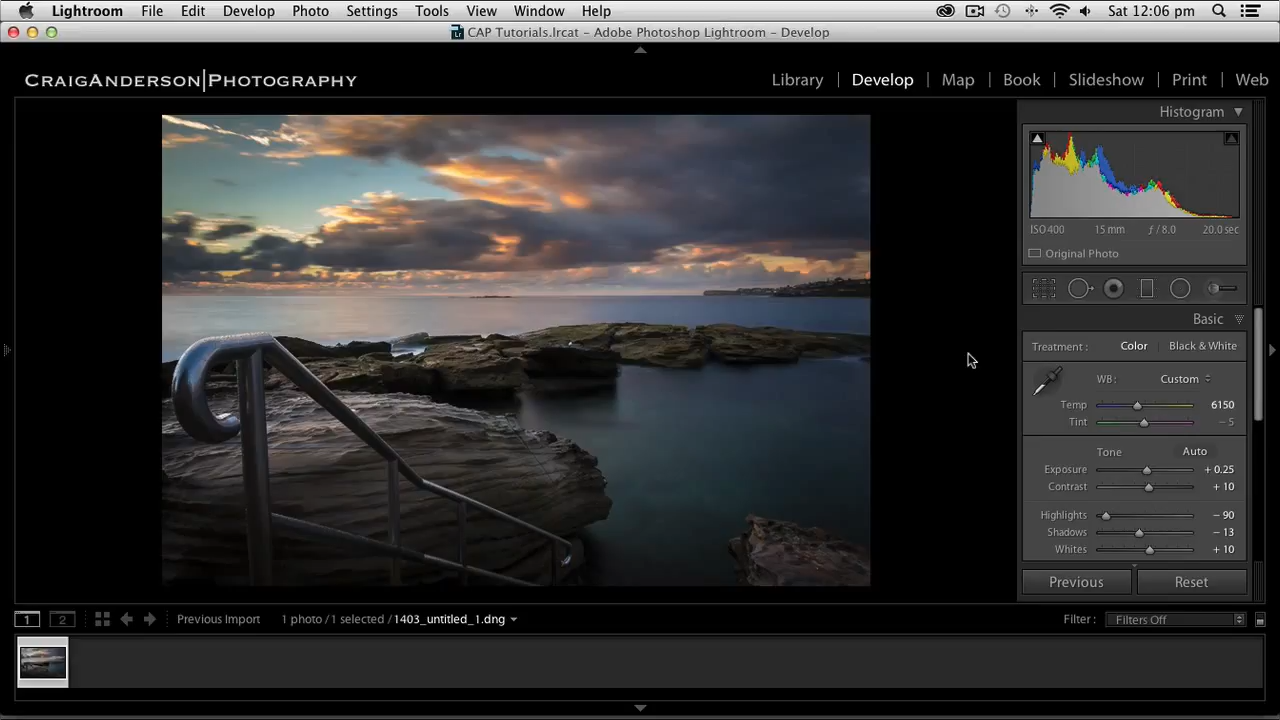 Lightroom File Edit Develop Photo Settings Tools View Window Help Sat 12:06 pm
CAP Tutorials.lrcat - Adobe Photoshop Lightroom - Develop
CRAIGANDERSON|PHOTOGRAPHY
Library Develop Map Book Slideshow Print Web
Histogram
ISO 400 15 mm ƒ / 8.0 20.0 sec
Original Photo
Basic
Treatment : Color Black & White
WB : Custom
Temp 6150
Tint - 5
Tone Auto
Exposure + 0.25
Contrast + 10
Highlights - 90
Shadows - 13
Whites + 10
Previous Reset
1 2 Previous Import 1 photo / 1 selected / 1403_untitled_1.dng Filter : Filters Off